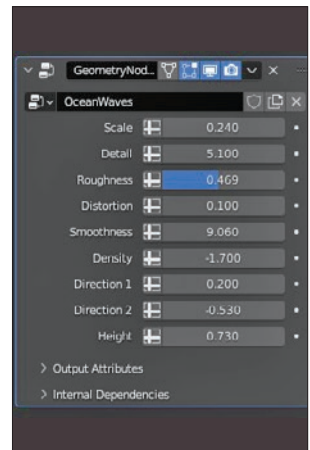 GeometryNod...
OceanWaves
Scale 0.240
Detail 5.100
Roughness 0.469
Distortion 0.100
Smoothness 9.060
Density -1.700
Direction 1 0.200
Direction 2 -0.530
Height 0.730
Output Attributes
Internal Dependencies